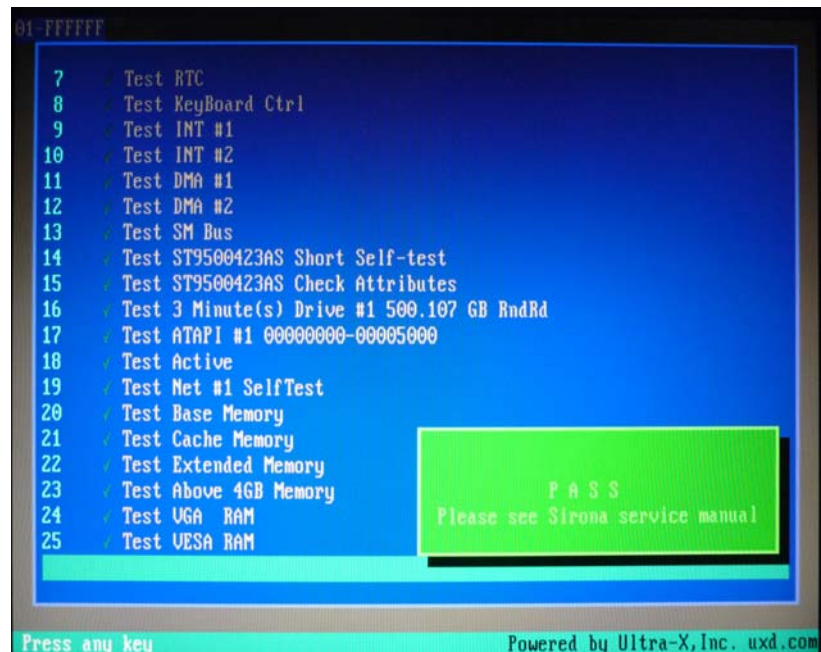 01-FFFFFF
7 √ Test RTC
8 √ Test KeyBoard Ctrl
9 √ Test INT #1
10 √ Test INT #2
11 √ Test DMA #1
12 √ Test DMA #2
13 √ Test SM Bus
14 √ Test ST9500423AS Short Self-test
15 √ Test ST9500423AS Check Attributes
16 √ Test 3 Minute(s) Drive #1 500.107 GB RndRd
17 √ Test ATAPI #1 00000000-00005000
18 √ Test Active
19 √ Test Net #1 SelfTest
20 √ Test Base Memory
21 √ Test Cache Memory
22 √ Test Extended Memory
23 √ Test Above 4GB Memory
24 √ Test VGA RAM
25 √ Test VESA RAM
P A S S
Please see Sirona service manual
Press any key
Powered by Ultra-X,Inc. uxd.com